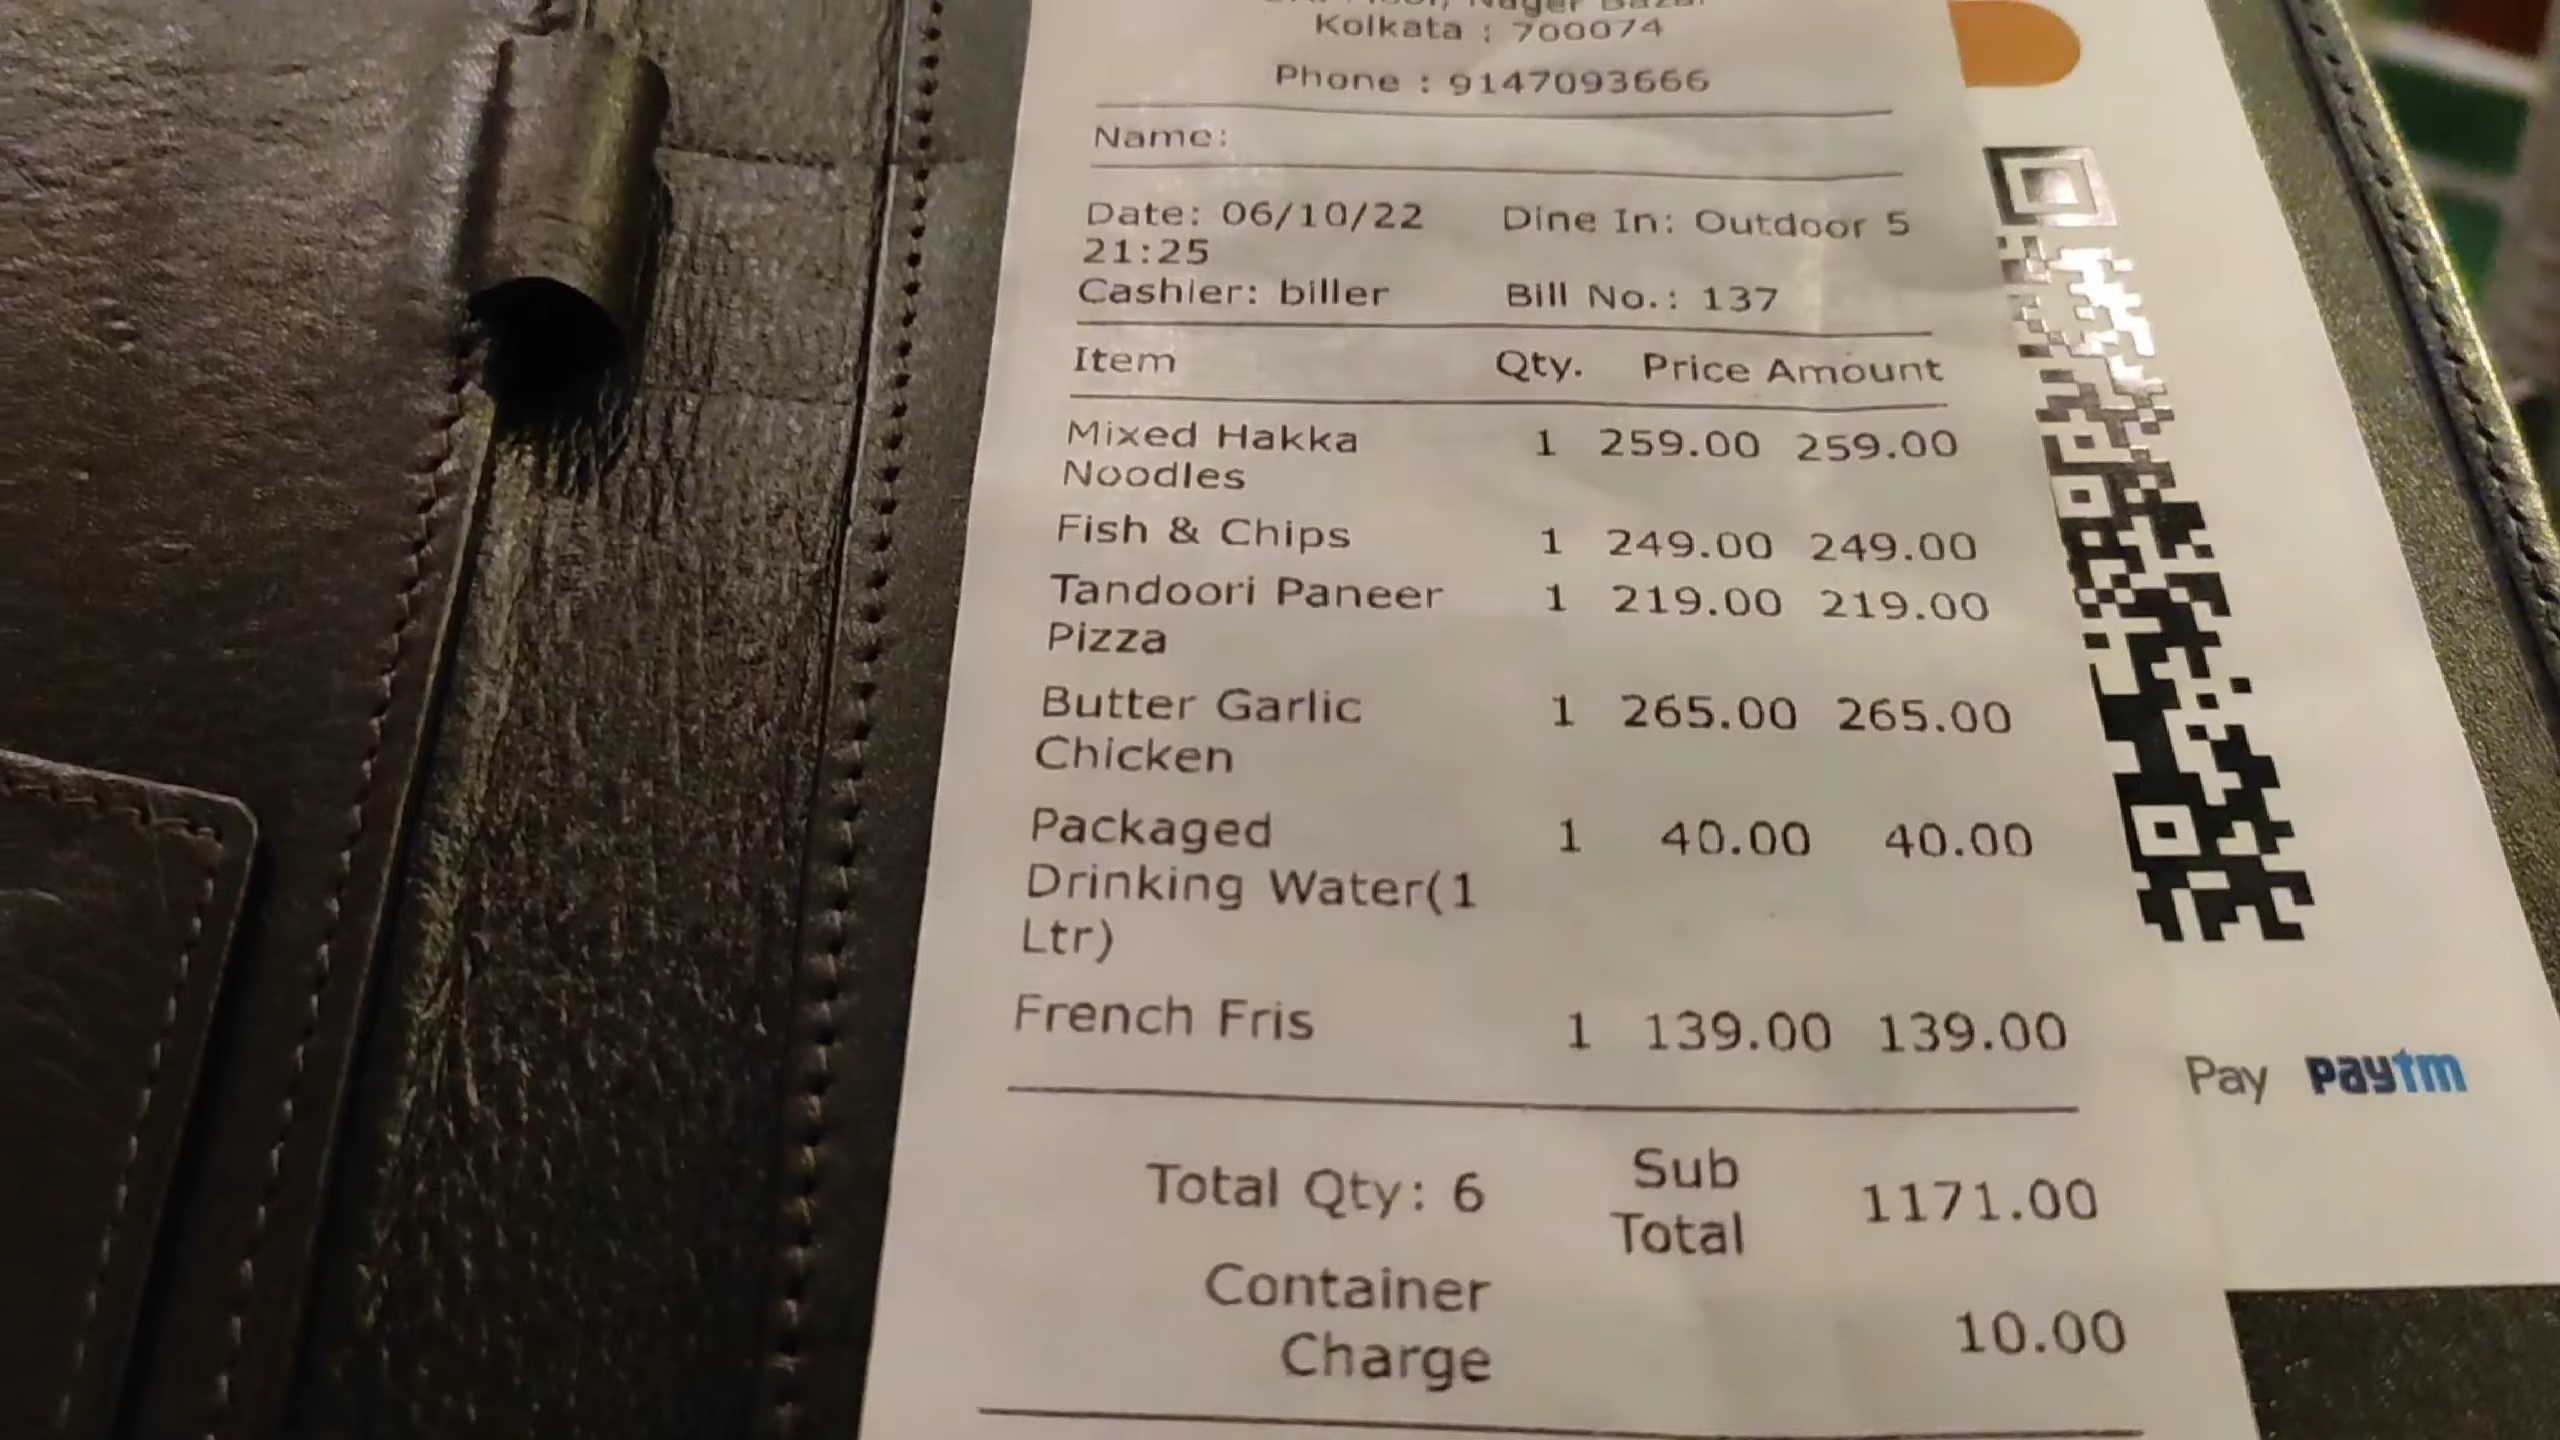 Nager Bazar
Kolkata : 700074
Phone : 9147093666
Name:
Date: 06/10/22 Dine In: Outdoor 5
21:25
Cashier: biller Bill No.: 137
Item Qty. Price Amount
Mixed Hakka 1 259.00 259.00
Noodles
Fish & Chips 1 249.00 249.00
Tandoori Paneer 1 219.00 219.00
Pizza
Butter Garlic 1 265.00 265.00
Chicken
Packaged 1 40.00 40.00
Drinking Water(1
Ltr)
French Fris 1 139.00 139.00
Total Qty: 6 Sub 1171.00
Total
Container 10.00
Charge
Pay paytm